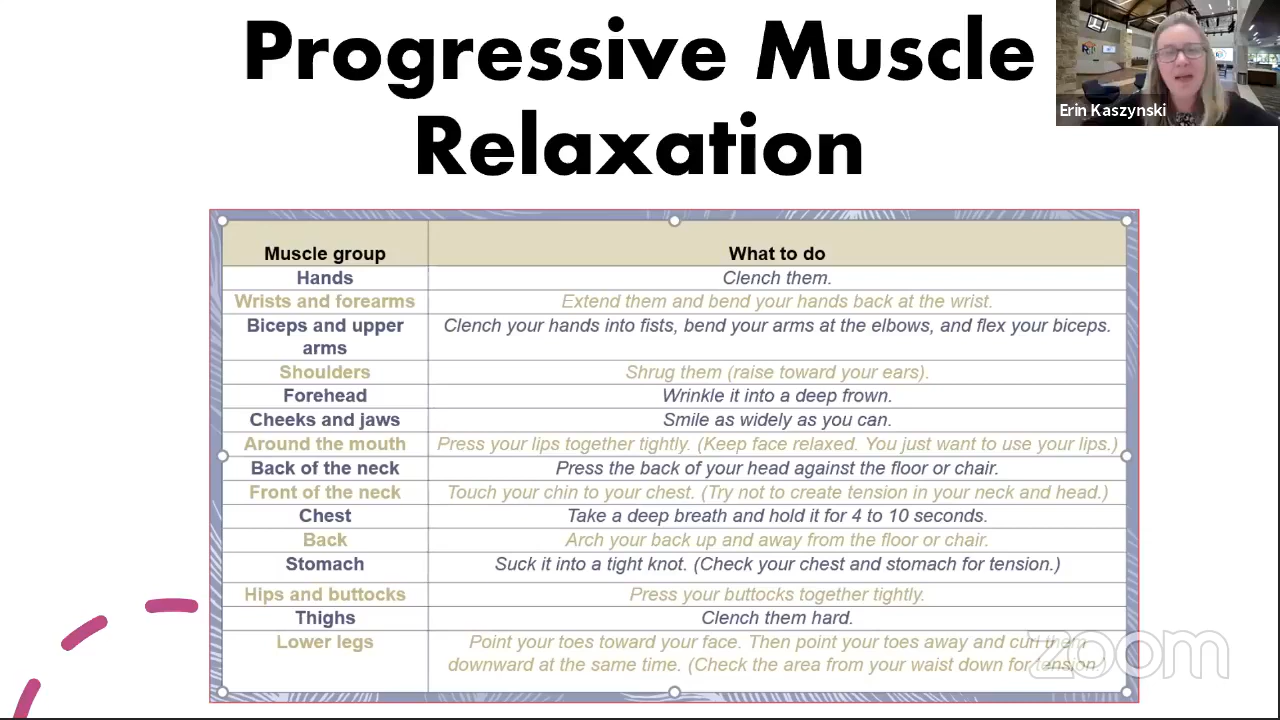 Progressive Muscle
Relaxation
Erin Kaszynski
Muscle group What to do
Hands Clench them.
Wrists and forearms Extend them and bend your hands back at the wrist.
Biceps and upper Clench your hands into fists, bend your arms at the elbows, and flex your biceps.
arms
Shoulders Shrug them (raise toward your ears).
Forehead Wrinkle it into a deep frown.
Cheeks and jaws Smile as widely as you can.
Around the mouth Press your lips together tightly. (Keep face relaxed. You just want to use your lips.)
Back of the neck Press the back of your head against the floor or chair.
Front of the neck Touch your chin to your chest. (Try not to create tension in your neck and head.)
Chest Take a deep breath and hold it for 4 to 10 seconds.
Back Arch your back up and away from the floor or chair.
Stomach Suck it into a tight knot. (Check your chest and stomach for tension.)
Hips and buttocks Press your buttocks together tightly.
Thighs Clench them hard.
Lower legs Point your toes toward your face. Then point your toes away and curl them
downward at the same time. (Check the area from your waist down for tension.)
zoom